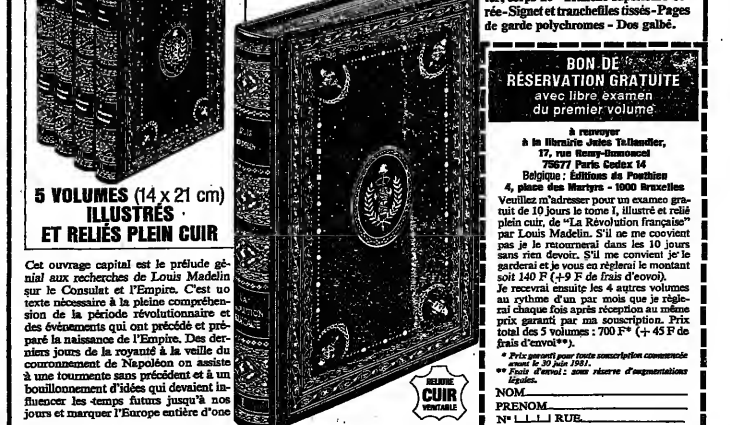 5 VOLUMES (14 x 21 cm)
ILLUSTRÉS
ET RELIÉS PLEIN CUIR
Cet ouvrage capital est le prélude gé-
nial aux recherches de Louis Madelin
sur le Consulat et l'Empire. C'est uo
texte nécessaire à la pleine compréhen-
sion de la période révolutionnaire et
des évènements qui ont précédé et pré-
paré la naissance de l'Empire. Des der-
niers jours de la royauté à la veille du
couronnement de Napoléon on assiste
à une tourmente sans précédent et à un
bouillonnement d'idées qui devaient in-
fluencer les temps futurs jusqu'à nos
jours et marquer l'Europe entière d'one
RELIURE
CUIR
VERITABLE
rée-Signet et tranchefiles tissés-Pages
de garde polychromes - Dos galbé.
BON DE
RÉSERVATION GRATUITE
avec libre examen
du premier volume
à renvoyer
à la librairie Jules Tallandier,
17, rue Remy-Dumoncel
75677 Paris Cedex 14
Belgique : Éditions du Ponthieu
4, place des Martyrs - 1000 Bruxelles
Veuillez m'adresser pour un exameo gra-
tuit de 10 jours le tome I, illustré et relié
plein cuir, de "La Révolution française"
par Louis Madelin. S'il ne me coovient
pas je le retournerai dans les 10 jours
sans rien devoir. S'il me convient je le
garderai et je vous en règlerai le montant
soit 140 F (+9 F de frais d'eovoi).
Je recevrai ensuite les 4 autres volumes
au rythme d'un par mois que je règle-
rai chaque fois après réception au même
prix garanti par ma souscription. Prix
total des 5 volumes : 700 F* (+ 45 F de
frais d'envoi**).
* Prix garanti pour toute souscription commencée
avant le 30 juin 1981.
** Frais d'envoi : sous réserve d'augmentations
légales.
NOM
PRENOM
N° RUE